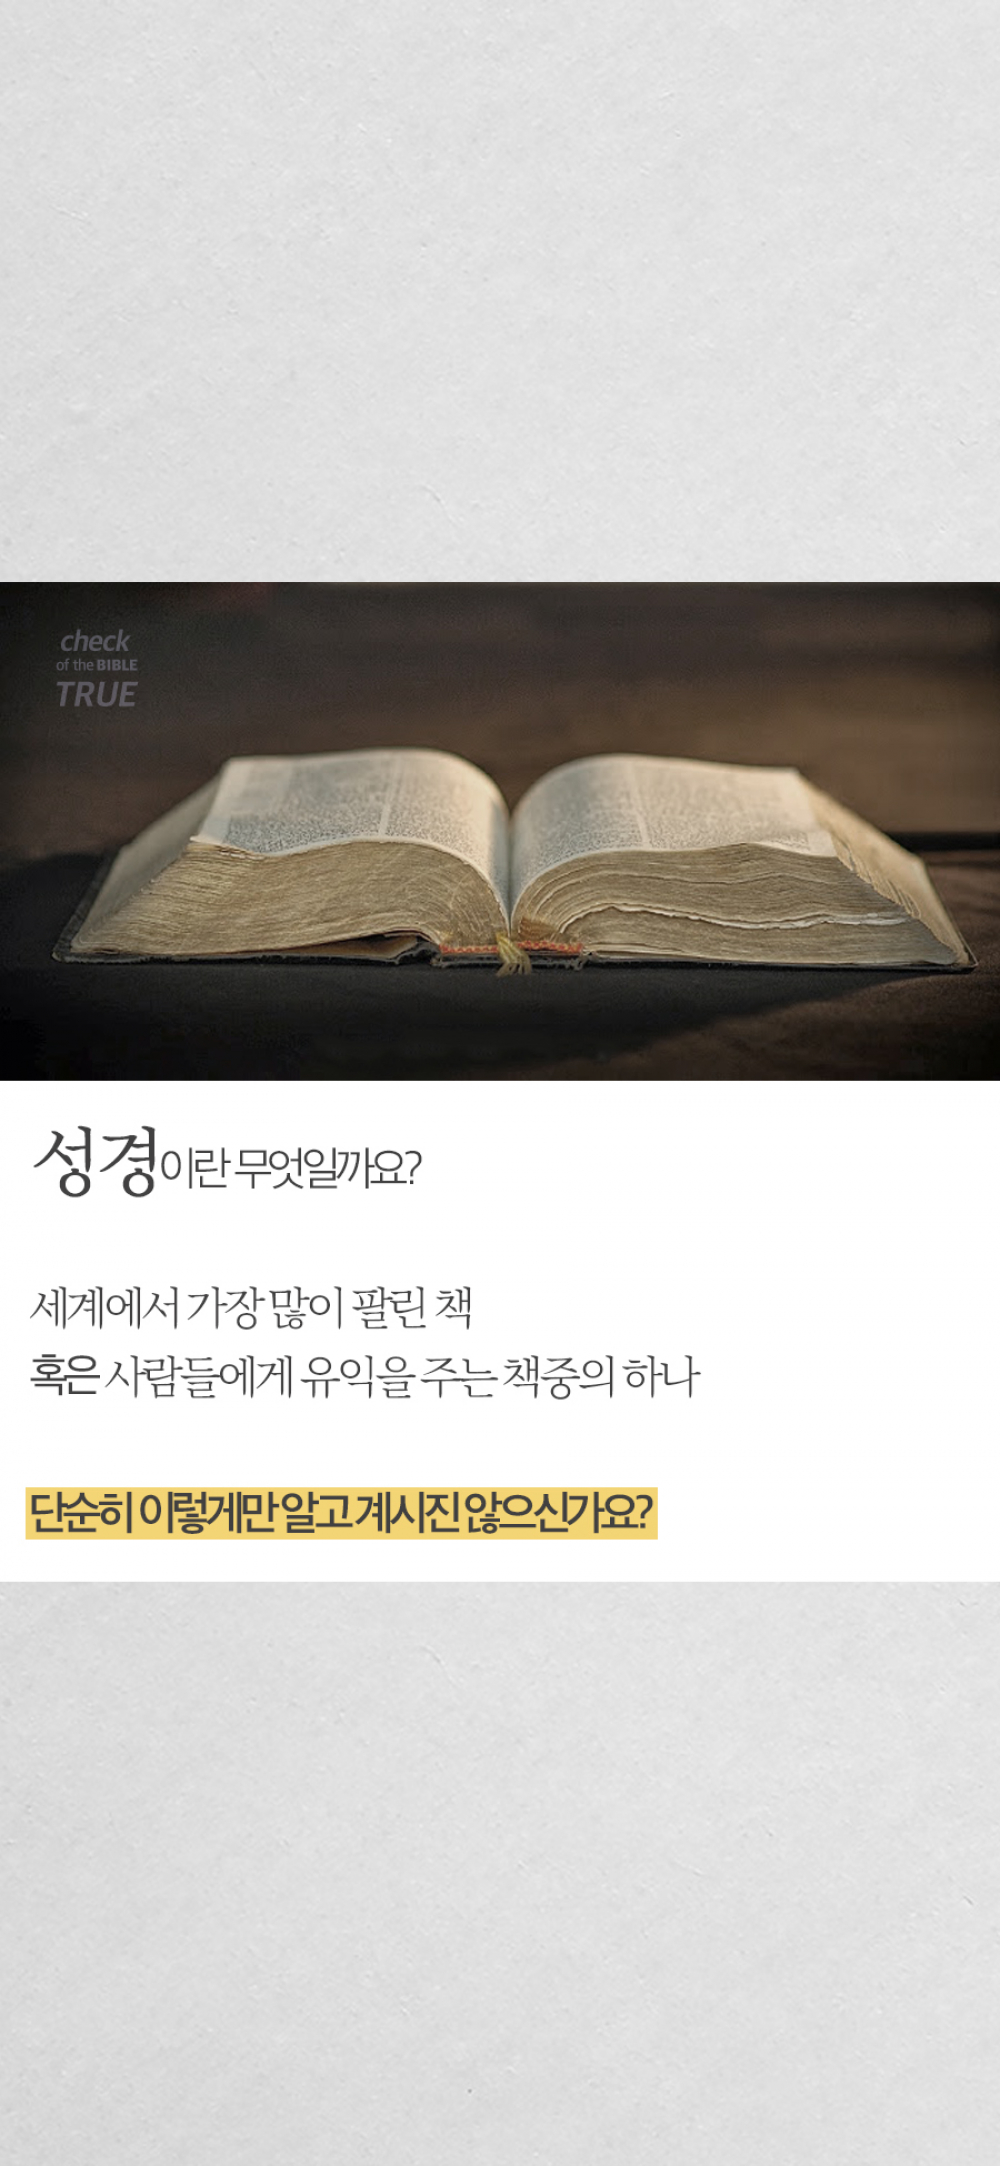 check
of the BIBLE
TRUE
성경이란 무엇일까요?
세계에서 가장 많이 팔린 책
혹은 사람들에게 유익을 주는 책중의 하나
단순히 이렇게만 알고 계시진 않으신가요?